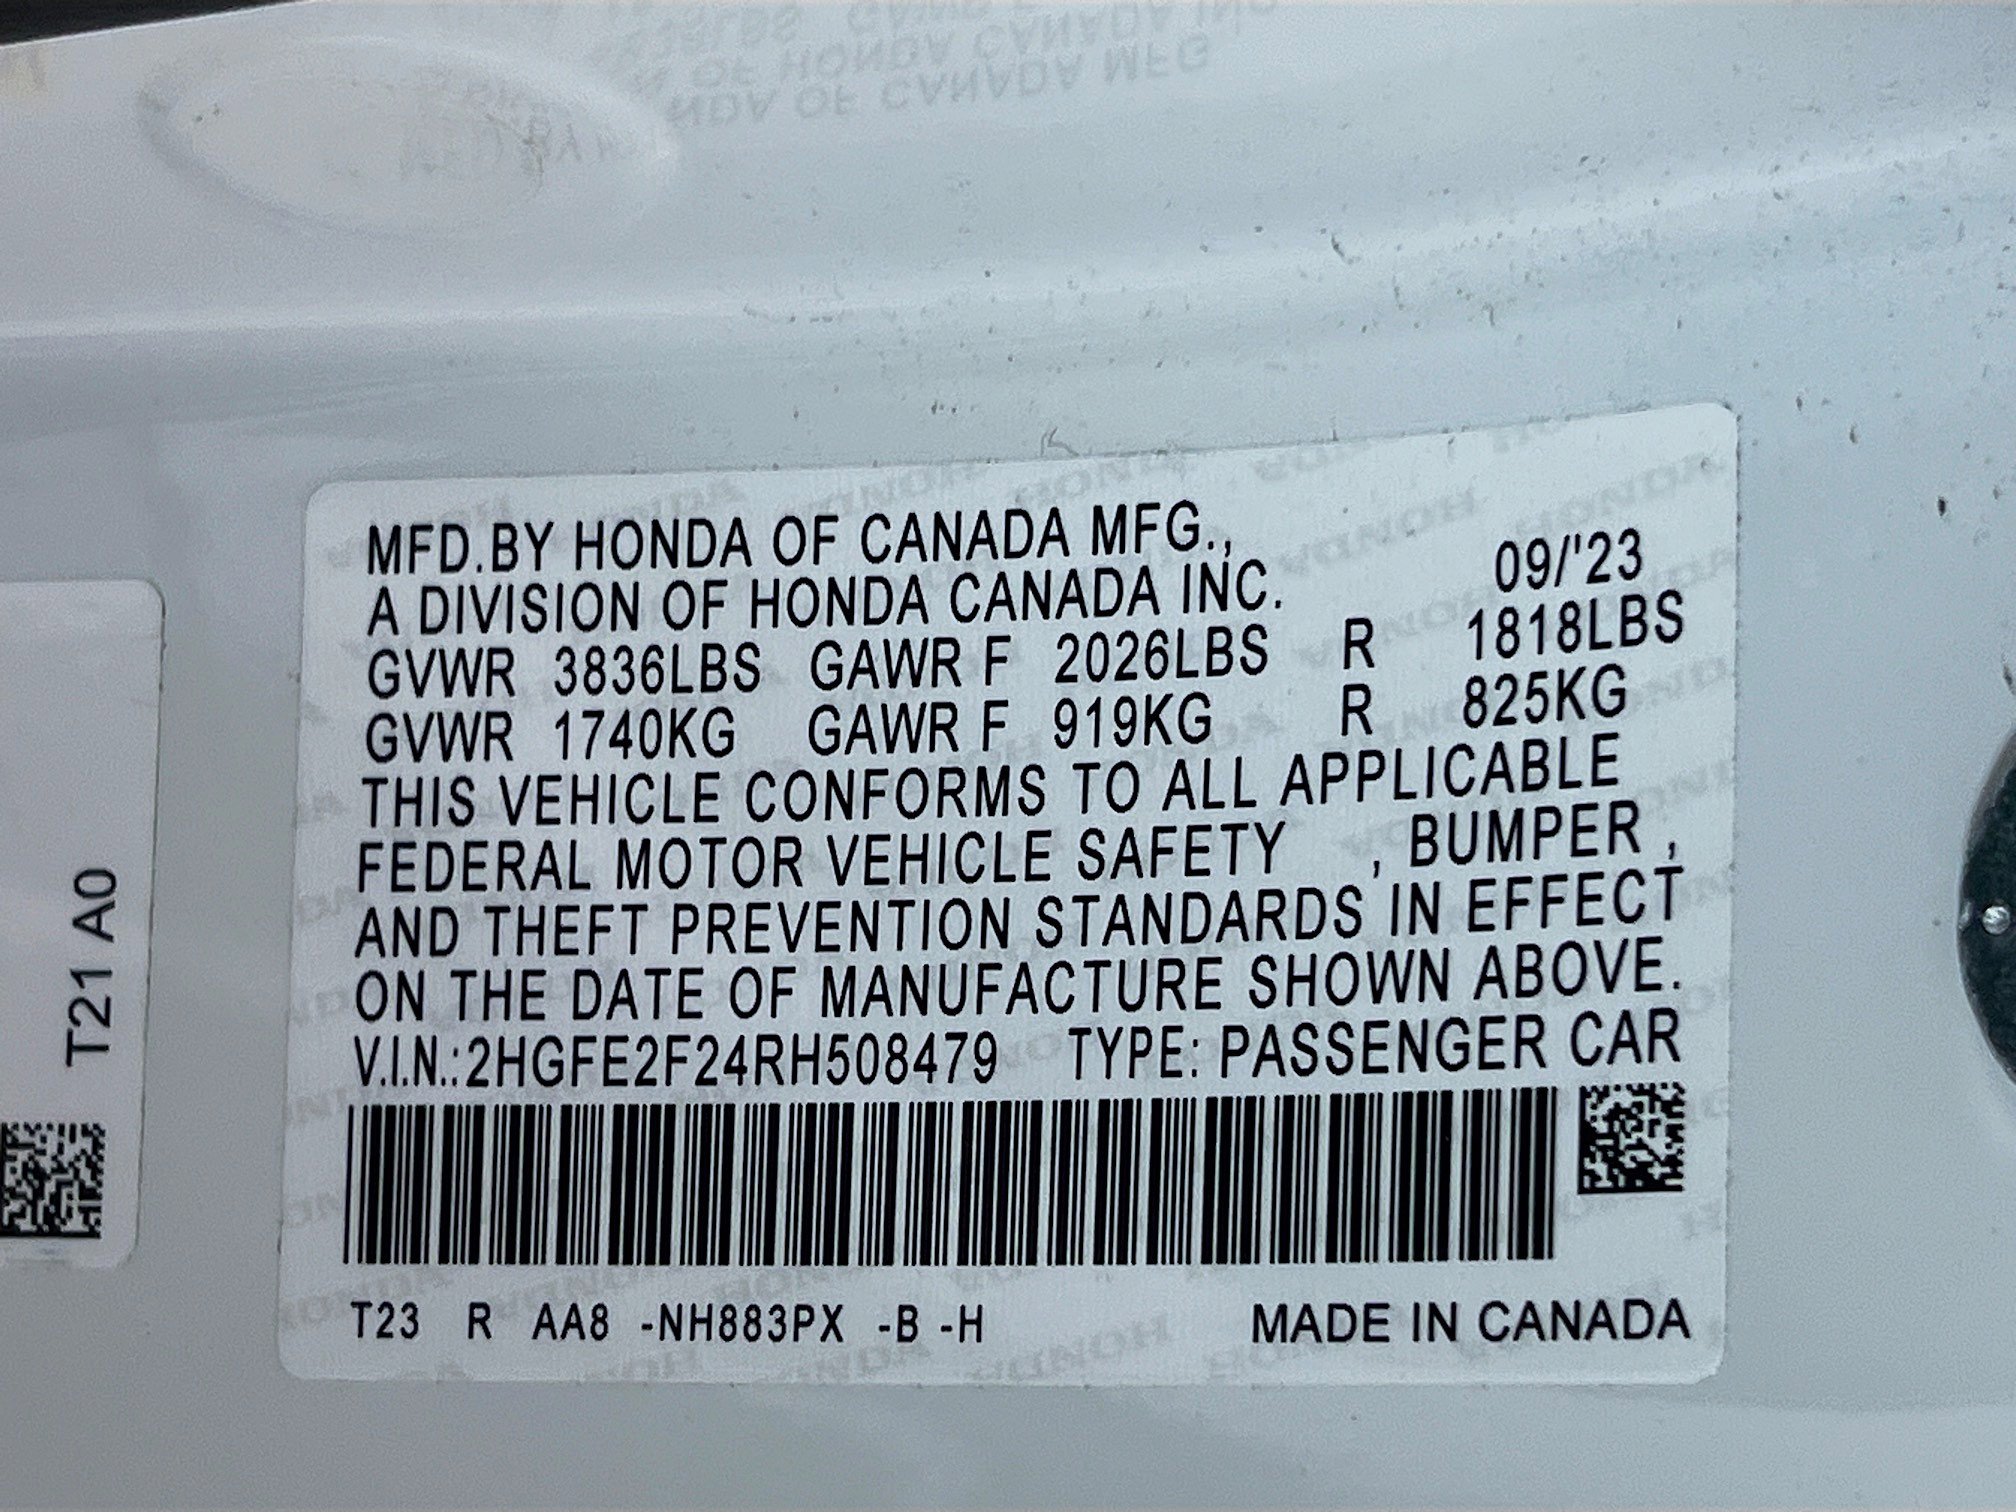 MFD.BY HONDA OF CANADA MFG.,
A DIVISION OF HONDA CANADA INC. 09/'23
GVWR 3836LBS GAWR F 2026LBS R 1818LBS
GVWR 1740KG GAWR F 919KG R 825KG
THIS VEHICLE CONFORMS TO ALL APPLICABLE
FEDERAL MOTOR VEHICLE SAFETY , BUMPER ,
AND THEFT PREVENTION STANDARDS IN EFFECT
ON THE DATE OF MANUFACTURE SHOWN ABOVE.
V.I.N.:2HGFE2F24RH508479 TYPE: PASSENGER CAR
T23 R AA8 -NH883PX -B -H MADE IN CANADA
T21 A0